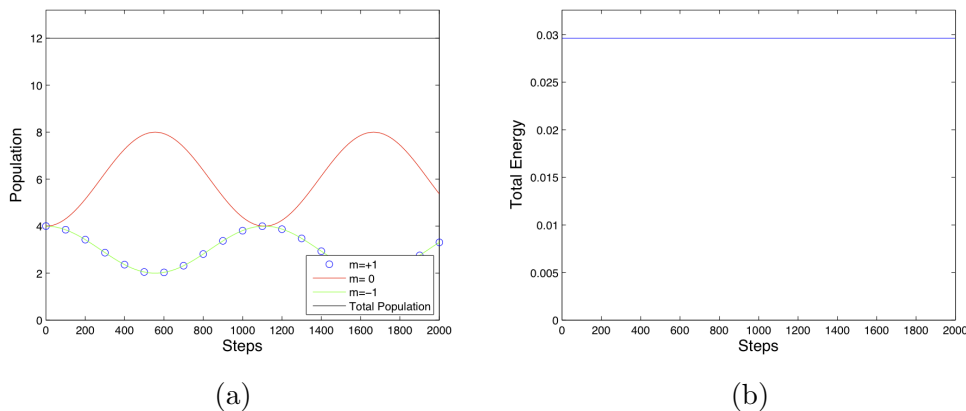 12
10
8
6
4
2
0
Population
0 200 400 600 800 1000 1200 1400 1600 1800 2000
Steps
m=+1
m= 0
m=−1
Total Population
(a)
0.03
0.025
0.02
0.015
0.01
0.005
0
Total Energy
0 200 400 600 800 1000 1200 1400 1600 1800 2000
Steps
(b)